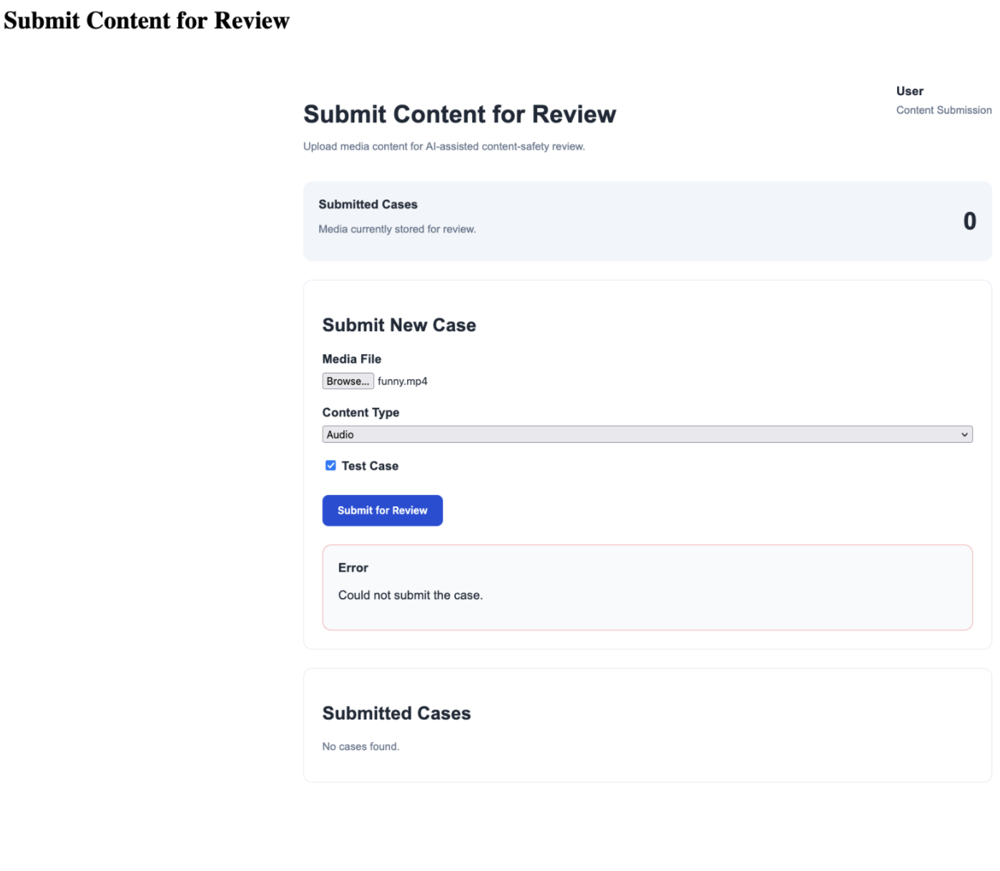 Submit Content for Review
User
Content Submission
Submit Content for Review
Upload media content for AI-assisted content-safety review.
Submitted Cases
Media currently stored for review.
0
Submit New Case
Media File
Browse... funny.mp4
Content Type
Audio
Test Case
Submit for Review
Error
Could not submit the case.
Submitted Cases
No cases found.